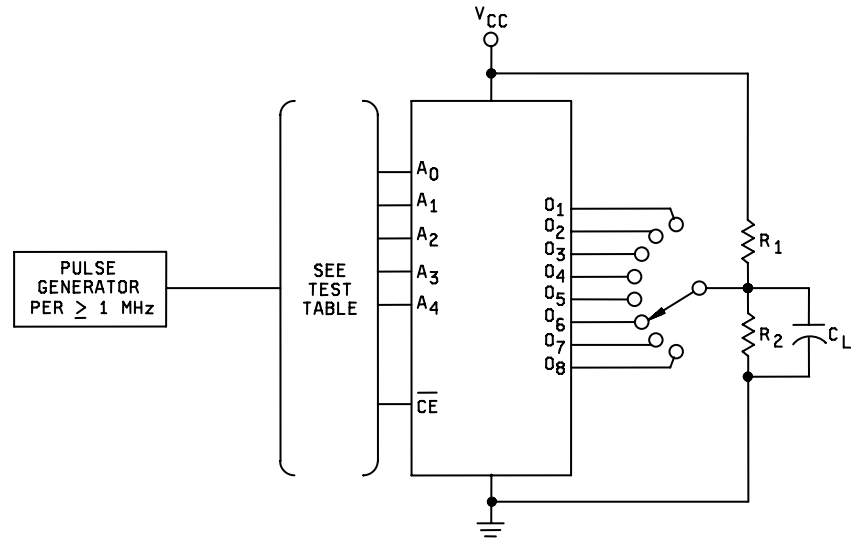 VCC
PULSE
GENERATOR
PER ≥ 1 MHz
SEE
TEST
TABLE
A0
A1
A2
A3
A4
C̅E̅
O1
O2
O3
O4
O5
O6
O7
O8
R1
R2
CL